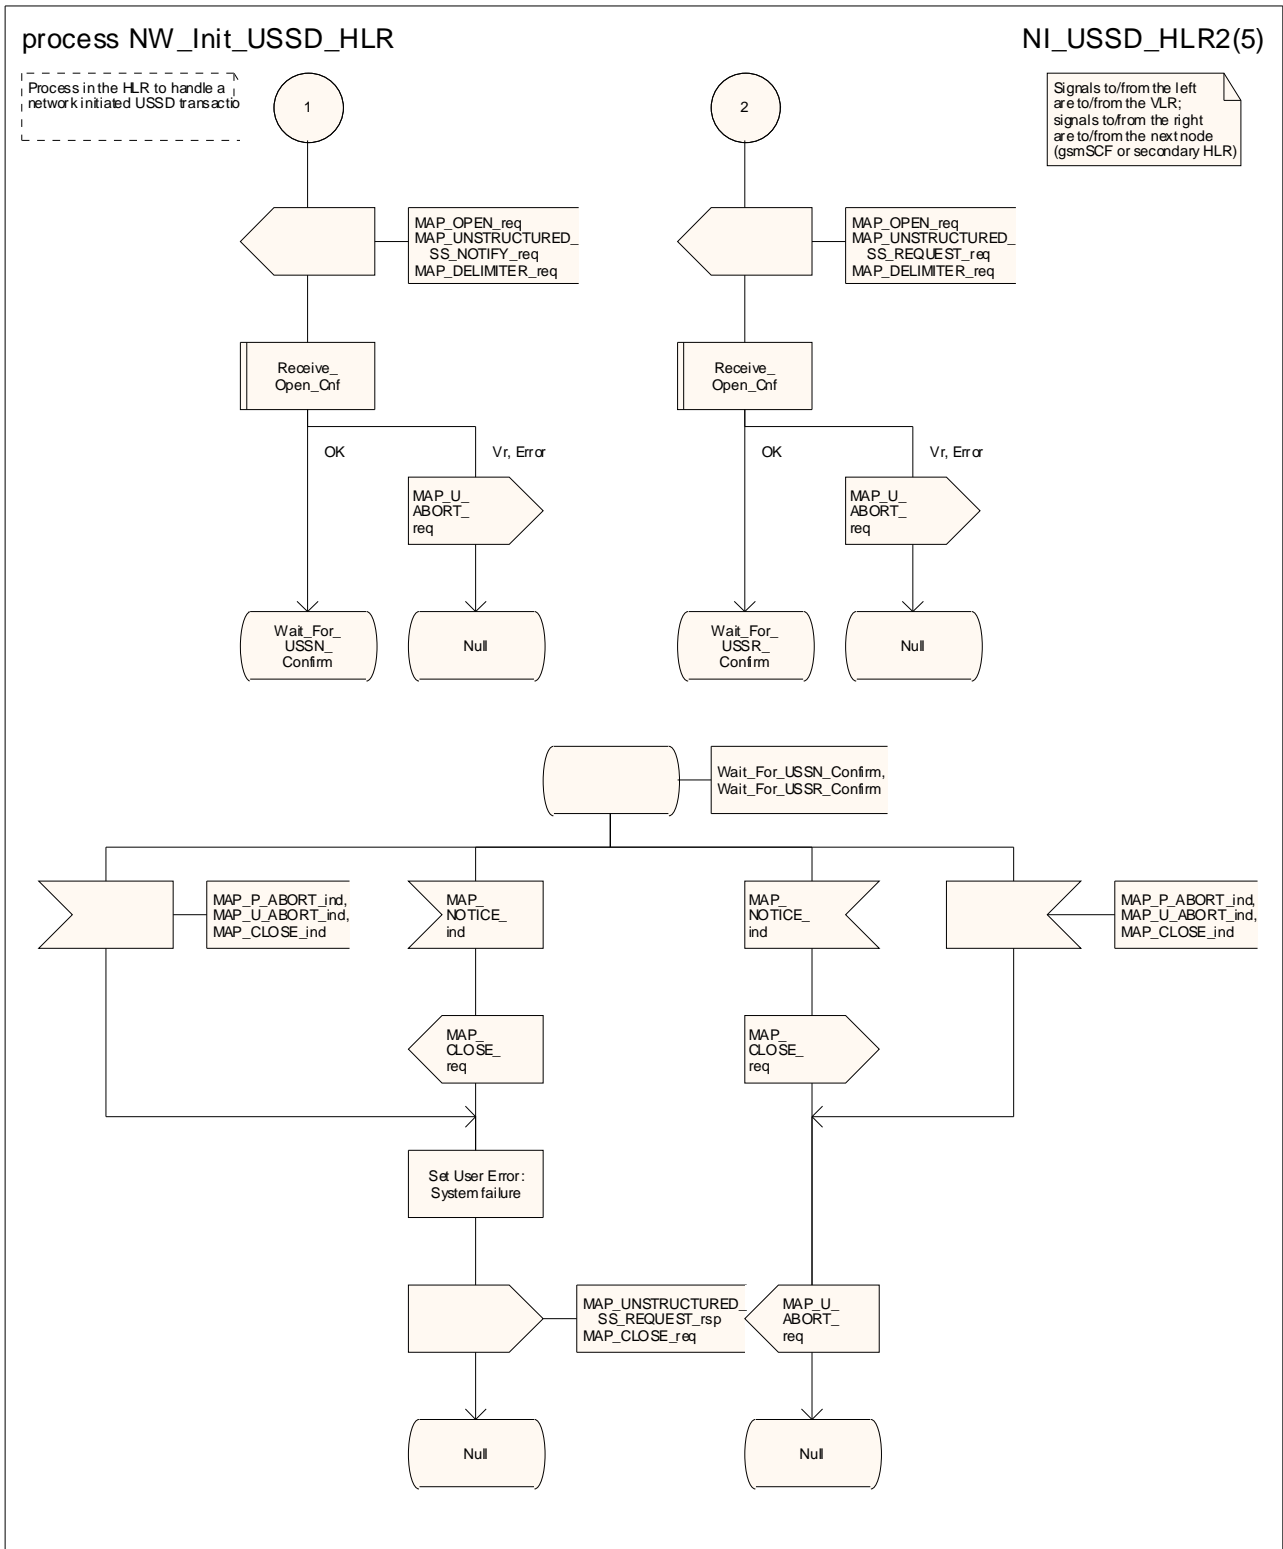 process NW_Init_USSD_HLR
NI_USSD_HLR2(5)
Process in the HLR to handle a
network initiated USSD transactio
1
2
Signals to/from the left
are to/from the VLR;
signals to/from the right
are to/from the next node
(gsmSCF or secondary HLR)
MAP_OPEN_req
MAP_UNSTRUCTURED_
SS_NOTIFY_req
MAP_DELIMITER_req
MAP_OPEN_req
MAP_UNSTRUCTURED_
SS_REQUEST_req
MAP_DELIMITER_req
Receive_
Open_Cnf
Receive_
Open_Cnf
OK
Vr, Error
OK
Vr, Error
MAP_U_
ABORT_
req
MAP_U_
ABORT_
req
Wait_For_
USSN_
Confirm
Null
Wait_For_
USSR_
Confirm
Null
Wait_For_USSN_Confirm,
Wait_For_USSR_Confirm
MAP_P_ABORT_ind,
MAP_U_ABORT_ind,
MAP_CLOSE_ind
MAP_
NOTICE_
ind
MAP_
NOTICE_
ind
MAP_P_ABORT_ind,
MAP_U_ABORT_ind,
MAP_CLOSE_ind
MAP_
CLOSE_
req
MAP_
CLOSE_
req
Set User Error:
System failure
MAP_UNSTRUCTURED_
SS_REQUEST_rsp
MAP_CLOSE_req
MAP_U_
ABORT_
req
Null
Null